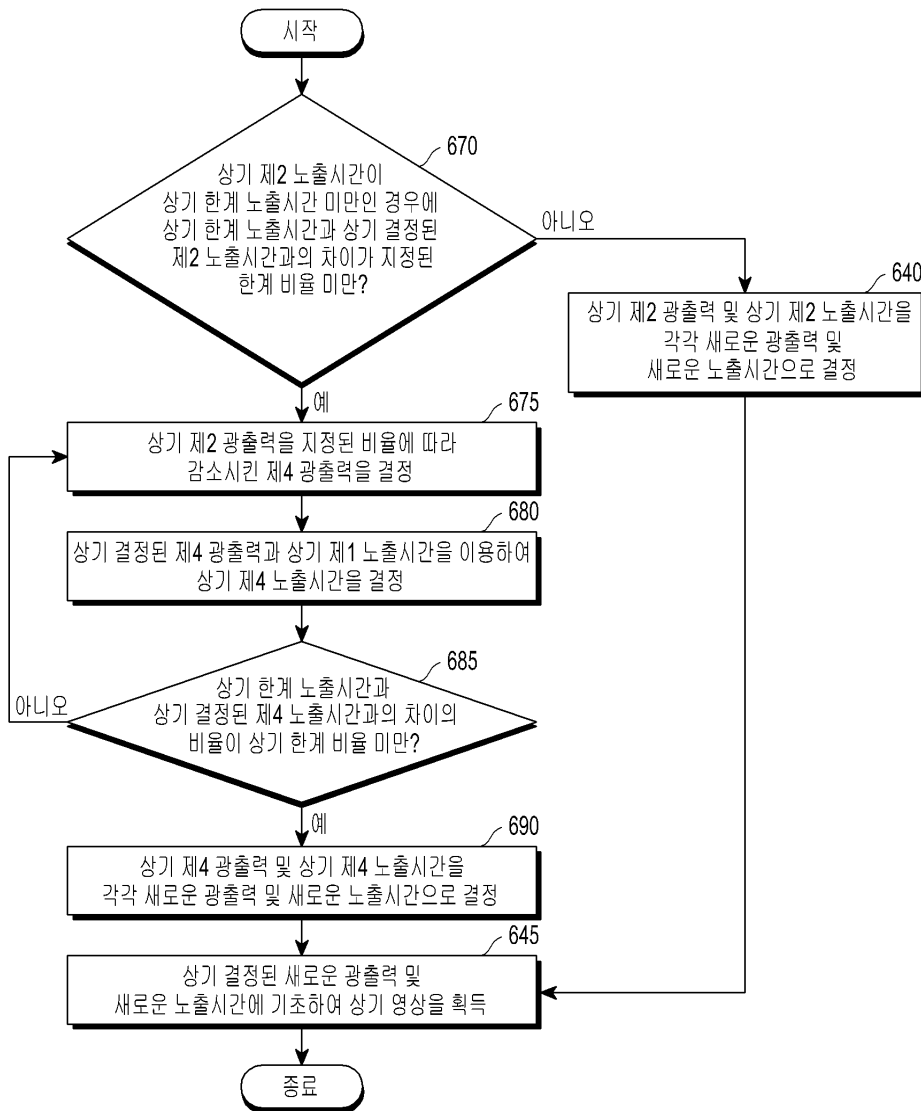 시작
670
상기 제2 노출시간이
상기 한계 노출시간 미만인 경우에
상기 한계 노출시간과 상기 결정된
제2 노출시간과의 차이가 지정된
한계 비율 미만?
아니오
640
상기 제2 광출력 및 상기 제2 노출시간을
각각 새로운 광출력 및
새로운 노출시간으로 결정
예
675
상기 제2 광출력을 지정된 비율에 따라
감소시킨 제4 광출력을 결정
680
상기 결정된 제4 광출력과 상기 제1 노출시간을 이용하여
상기 제4 노출시간을 결정
685
상기 한계 노출시간과
상기 결정된 제4 노출시간과의 차이의
비율이 상기 한계 비율 미만?
아니오
예
690
상기 제4 광출력 및 상기 제4 노출시간을
각각 새로운 광출력 및 새로운 노출시간으로 결정
645
상기 결정된 새로운 광출력 및
새로운 노출시간에 기초하여 상기 영상을 획득
종료